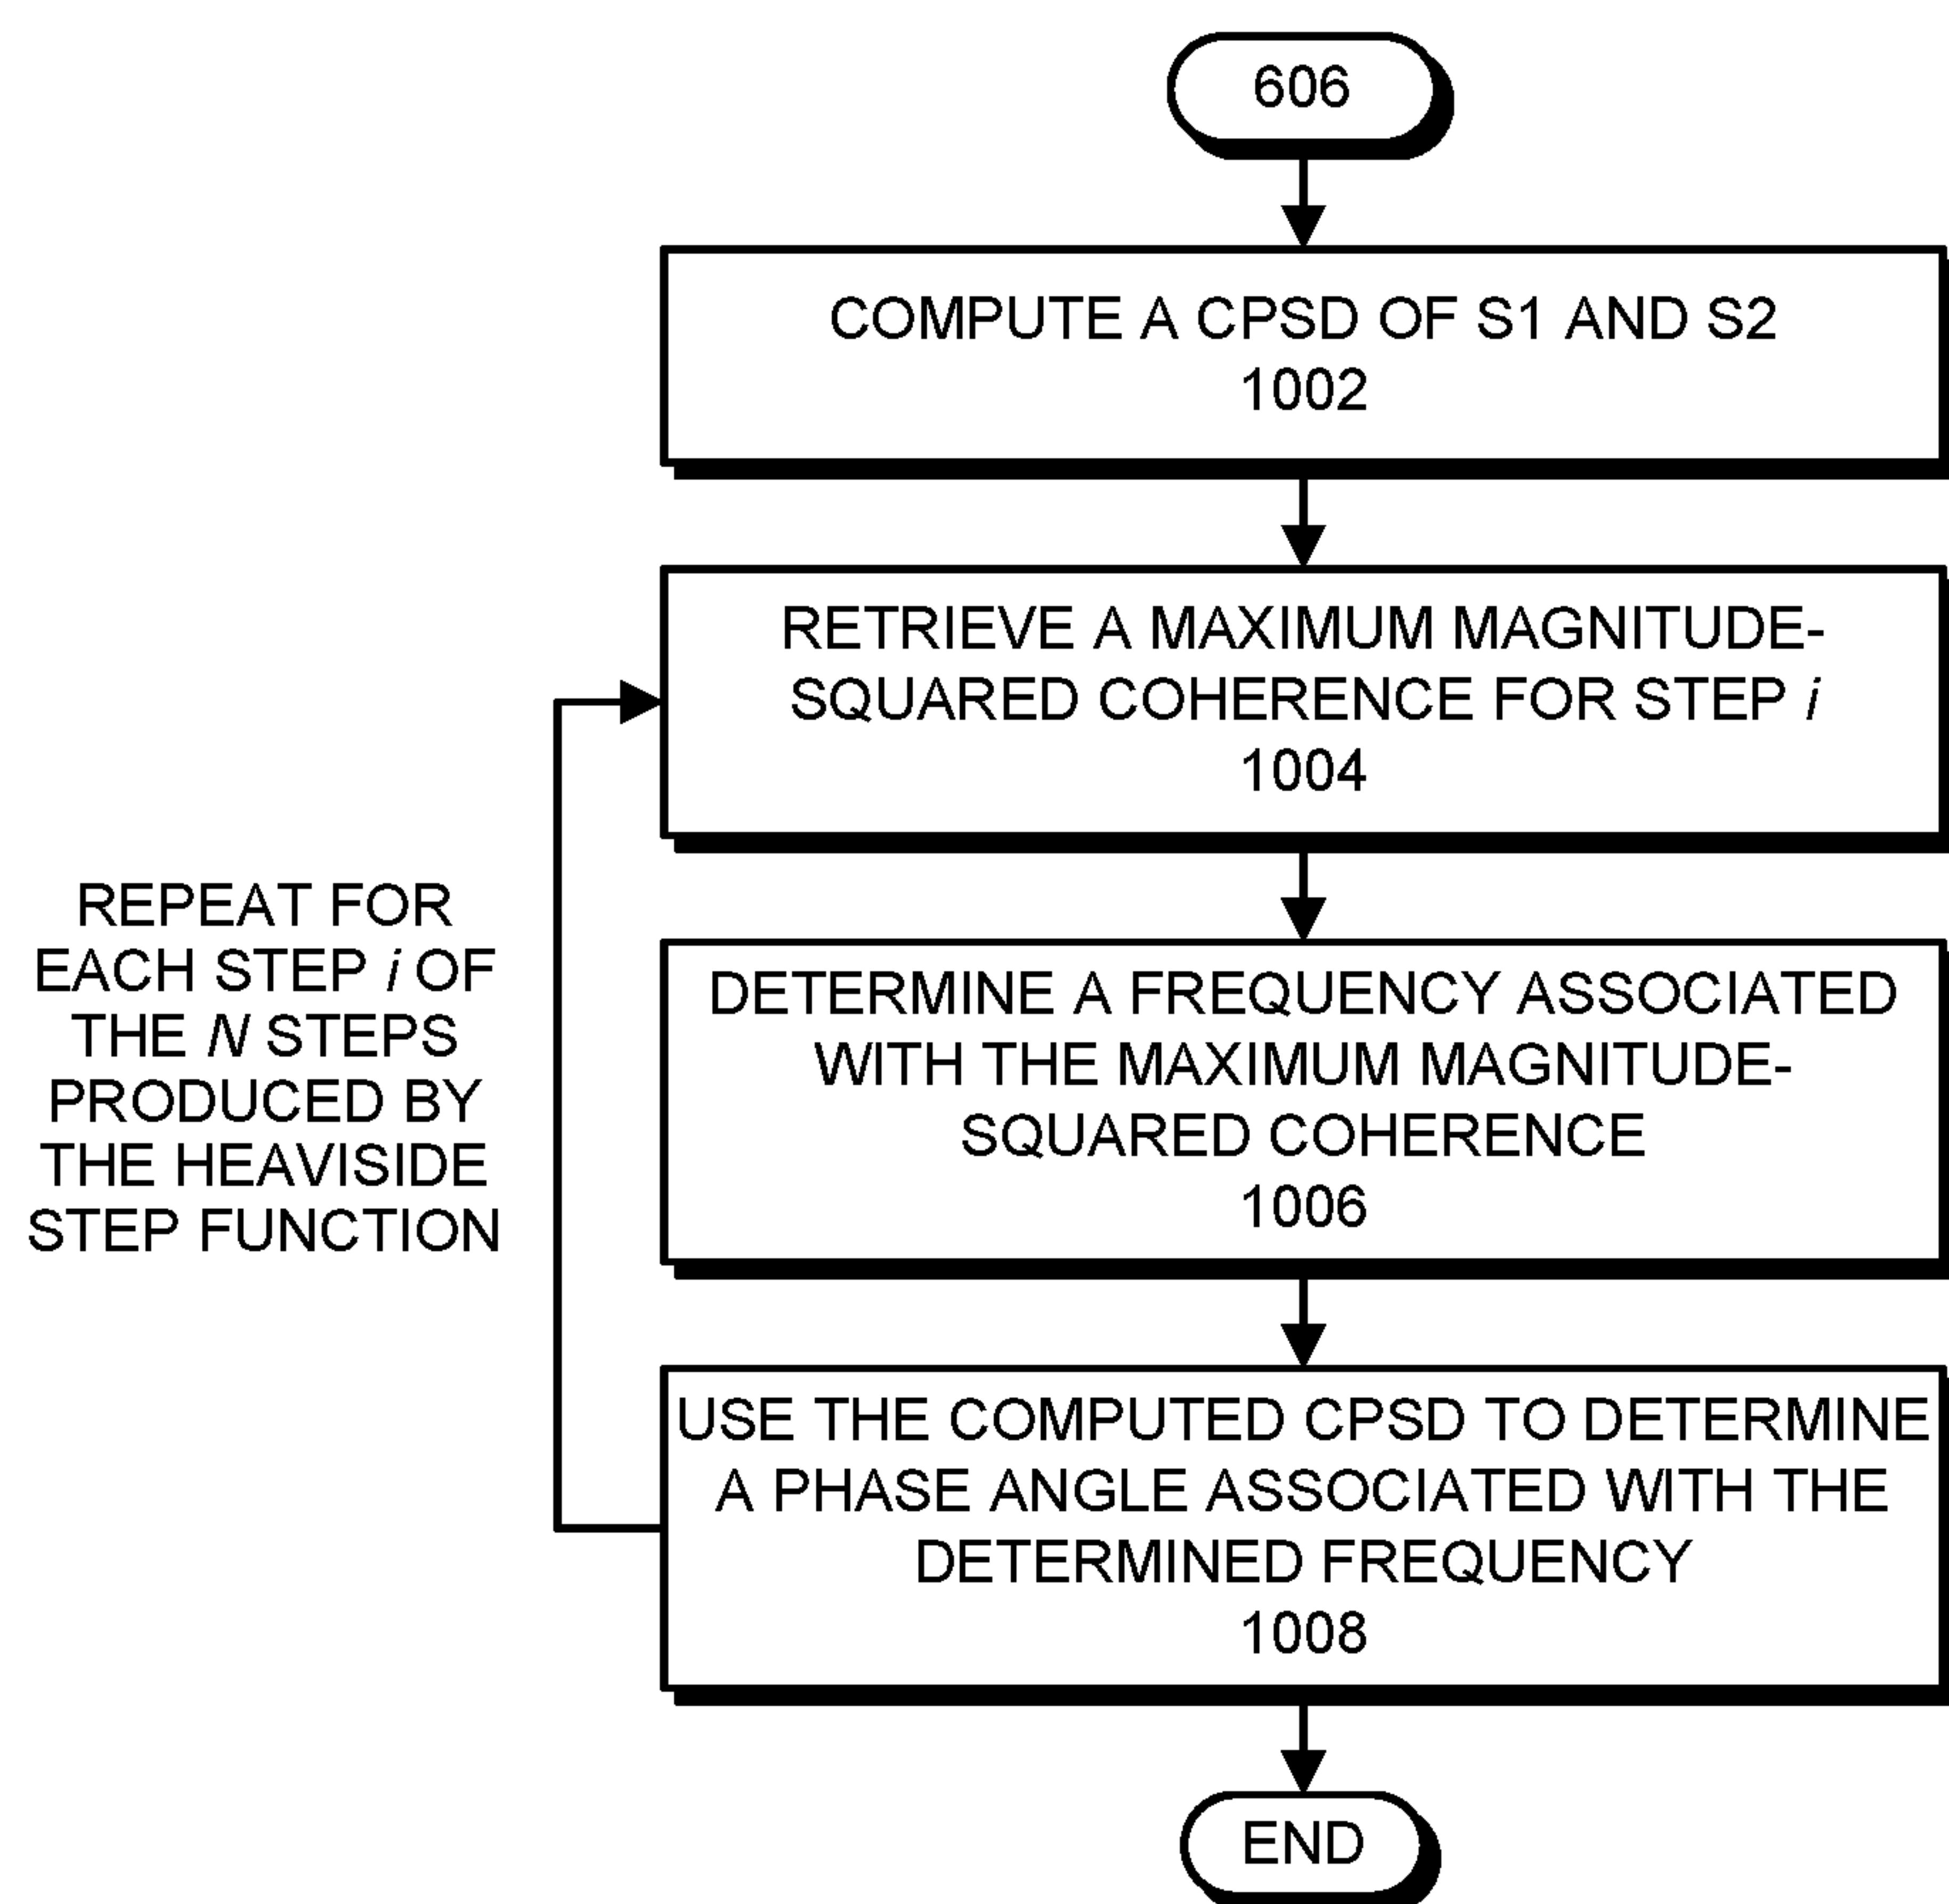 606
COMPUTE A CPSD OF S1 AND S2
1002
RETRIEVE A MAXIMUM MAGNITUDE-
SQUARED COHERENCE FOR STEP i
1004
REPEAT FOR
EACH STEP i OF
THE N STEPS
PRODUCED BY
THE HEAVISIDE
STEP FUNCTION
DETERMINE A FREQUENCY ASSOCIATED
WITH THE MAXIMUM MAGNITUDE-
SQUARED COHERENCE
1006
USE THE COMPUTED CPSD TO DETERMINE
A PHASE ANGLE ASSOCIATED WITH THE
DETERMINED FREQUENCY
1008
END